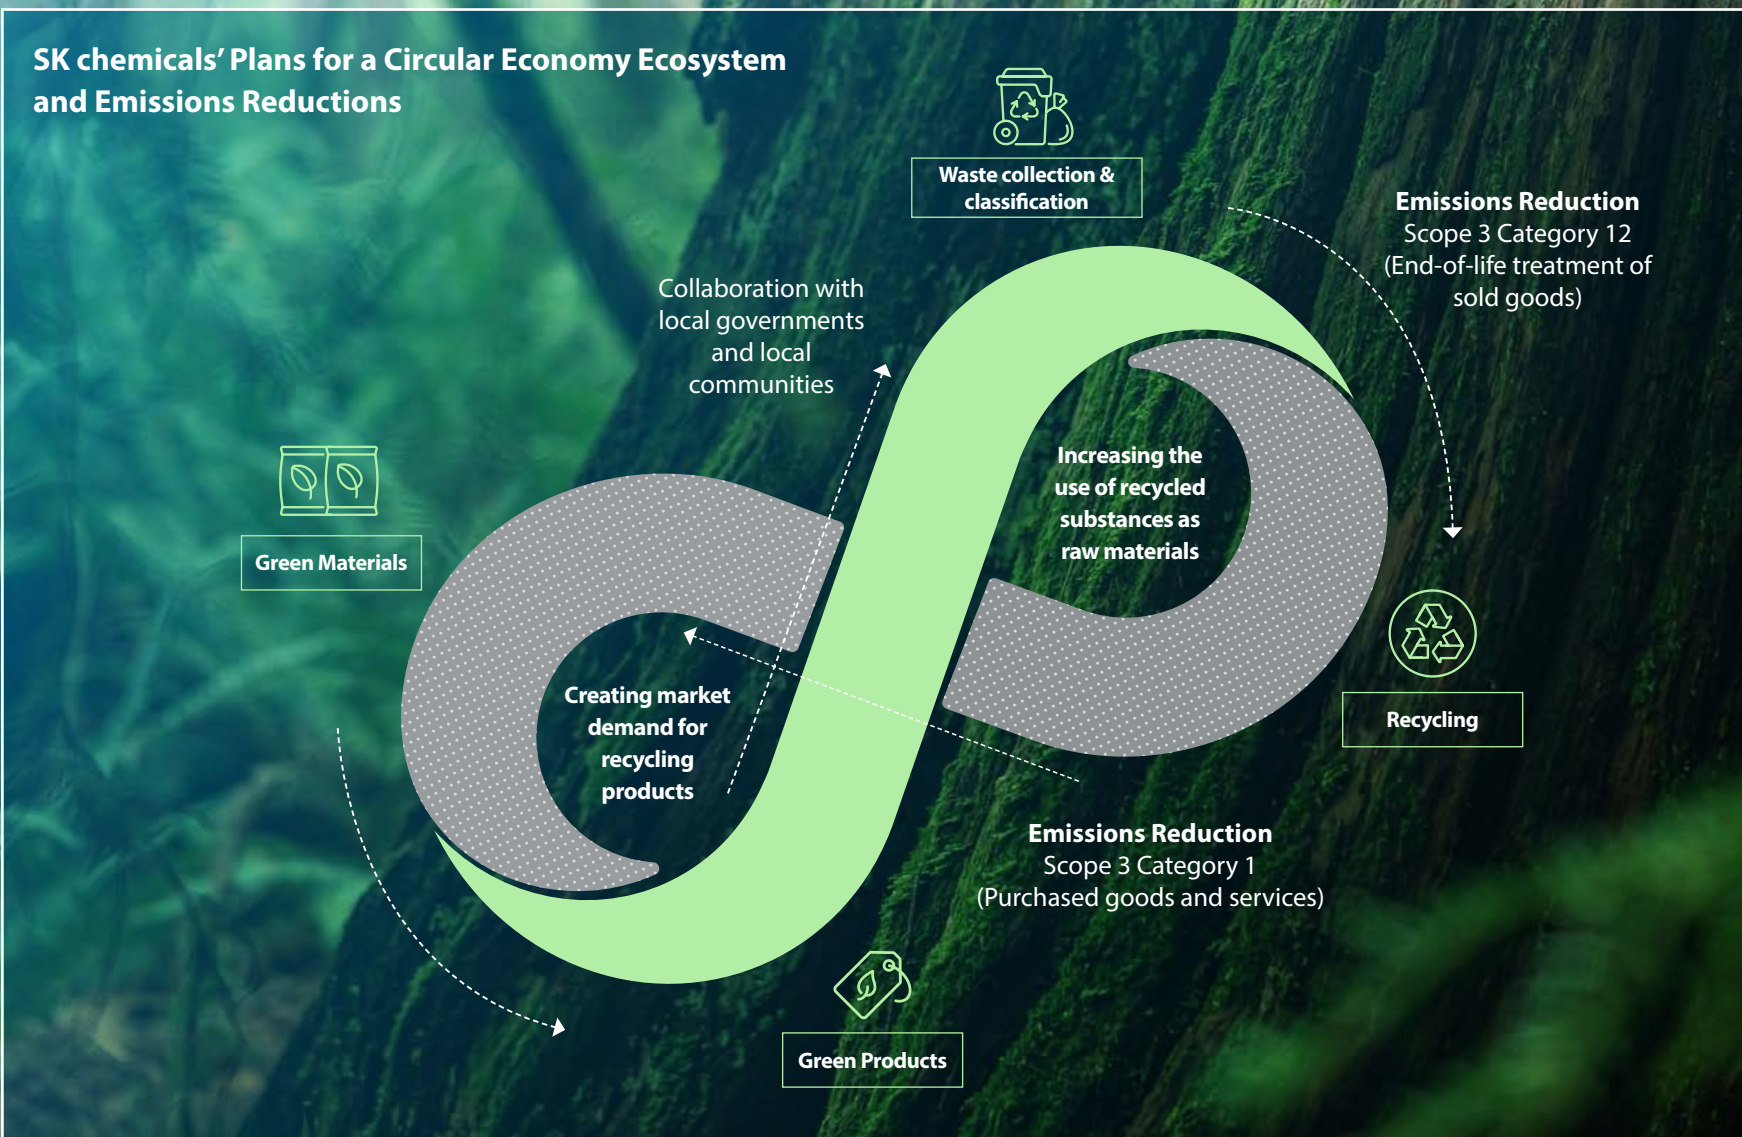 SK chemicals’ Plans for a Circular Economy Ecosystem
and Emissions Reductions
Waste collection &
classification
Emissions Reduction
Scope 3 Category 12
(End-of-life treatment of
sold goods)
Collaboration with
local governments
and local
communities
Increasing the
use of recycled
substances as
raw materials
Green Materials
Creating market
demand for
recycling
products
Recycling
Emissions Reduction
Scope 3 Category 1
(Purchased goods and services)
Green Products